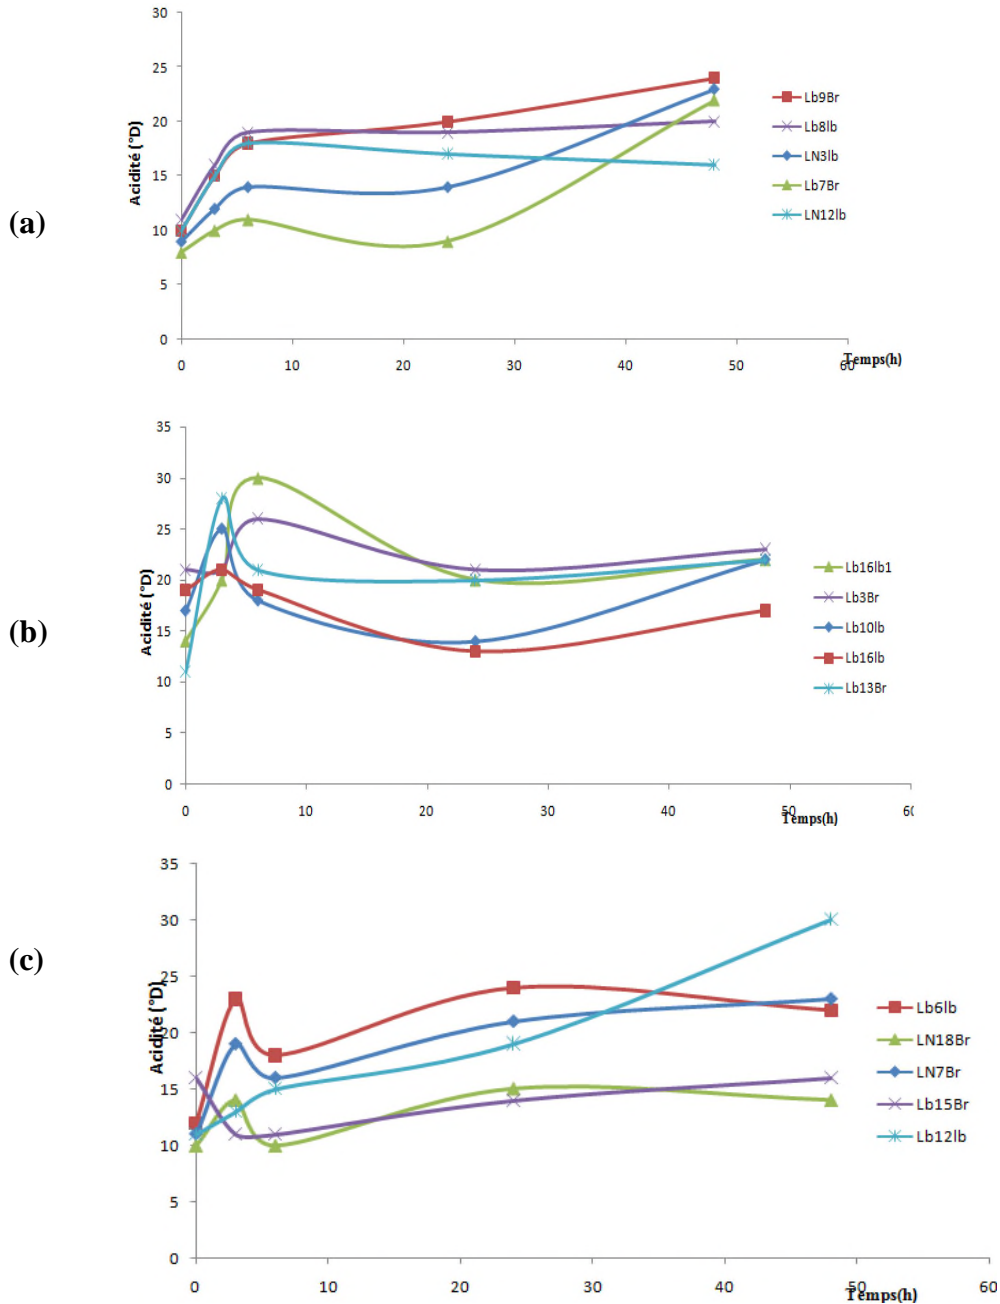 (a)
Acidité (°D)
30
25
20
15
10
5
0
0 10 20 30 40 50 60
Temps(h)
Lb9Br
Lb8lb
LN3lb
Lb7Br
LN12lb
(b)
Acidité (°D)
35
30
25
20
15
10
5
0
0 10 20 30 40 50 60
Temps(h)
Lb16lb1
Lb3Br
Lb10lb
Lb16lb
Lb13Br
(c)
Acidité (°D)
35
30
25
20
15
10
5
0
0 10 20 30 40 50 60
Temps(h)
Lb6lb
LN18Br
LN7Br
Lb15Br
Lb12lb